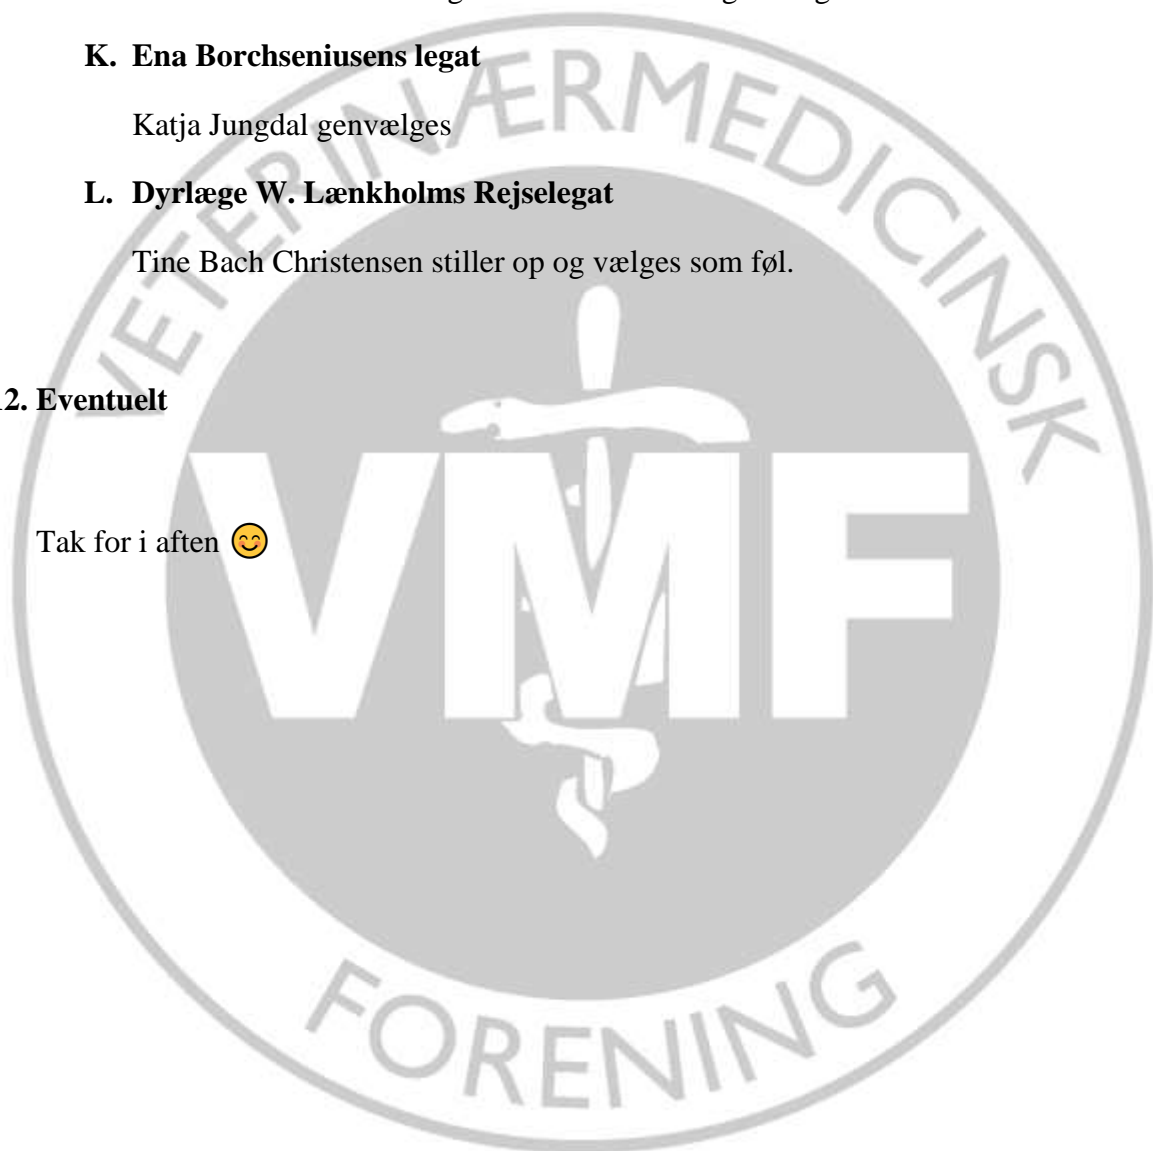 K. Ena Borchseniusens legat
Katja Jungdal genvælges
L. Dyrlæge W. Lænkholms Rejselegat
Tine Bach Christensen stiller op og vælges som føl.
2. Eventuelt
Tak for i aften 😊
VETERINÆRMEDICINSK
VMF
FORENING